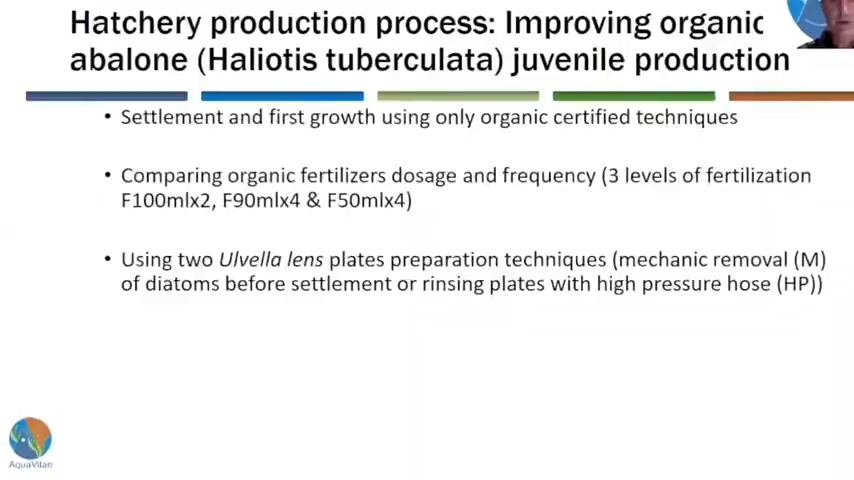 Hatchery production process: Improving organic
abalone (Haliotis tuberculata) juvenile production
• Settlement and first growth using only organic certified techniques
• Comparing organic fertilizers dosage and frequency (3 levels of fertilization
F100mlx2, F90mlx4 & F50mlx4)
• Using two Ulvella lens plates preparation techniques (mechanic removal (M)
of diatoms before settlement or rinsing plates with high pressure hose (HP))
AquaVitae